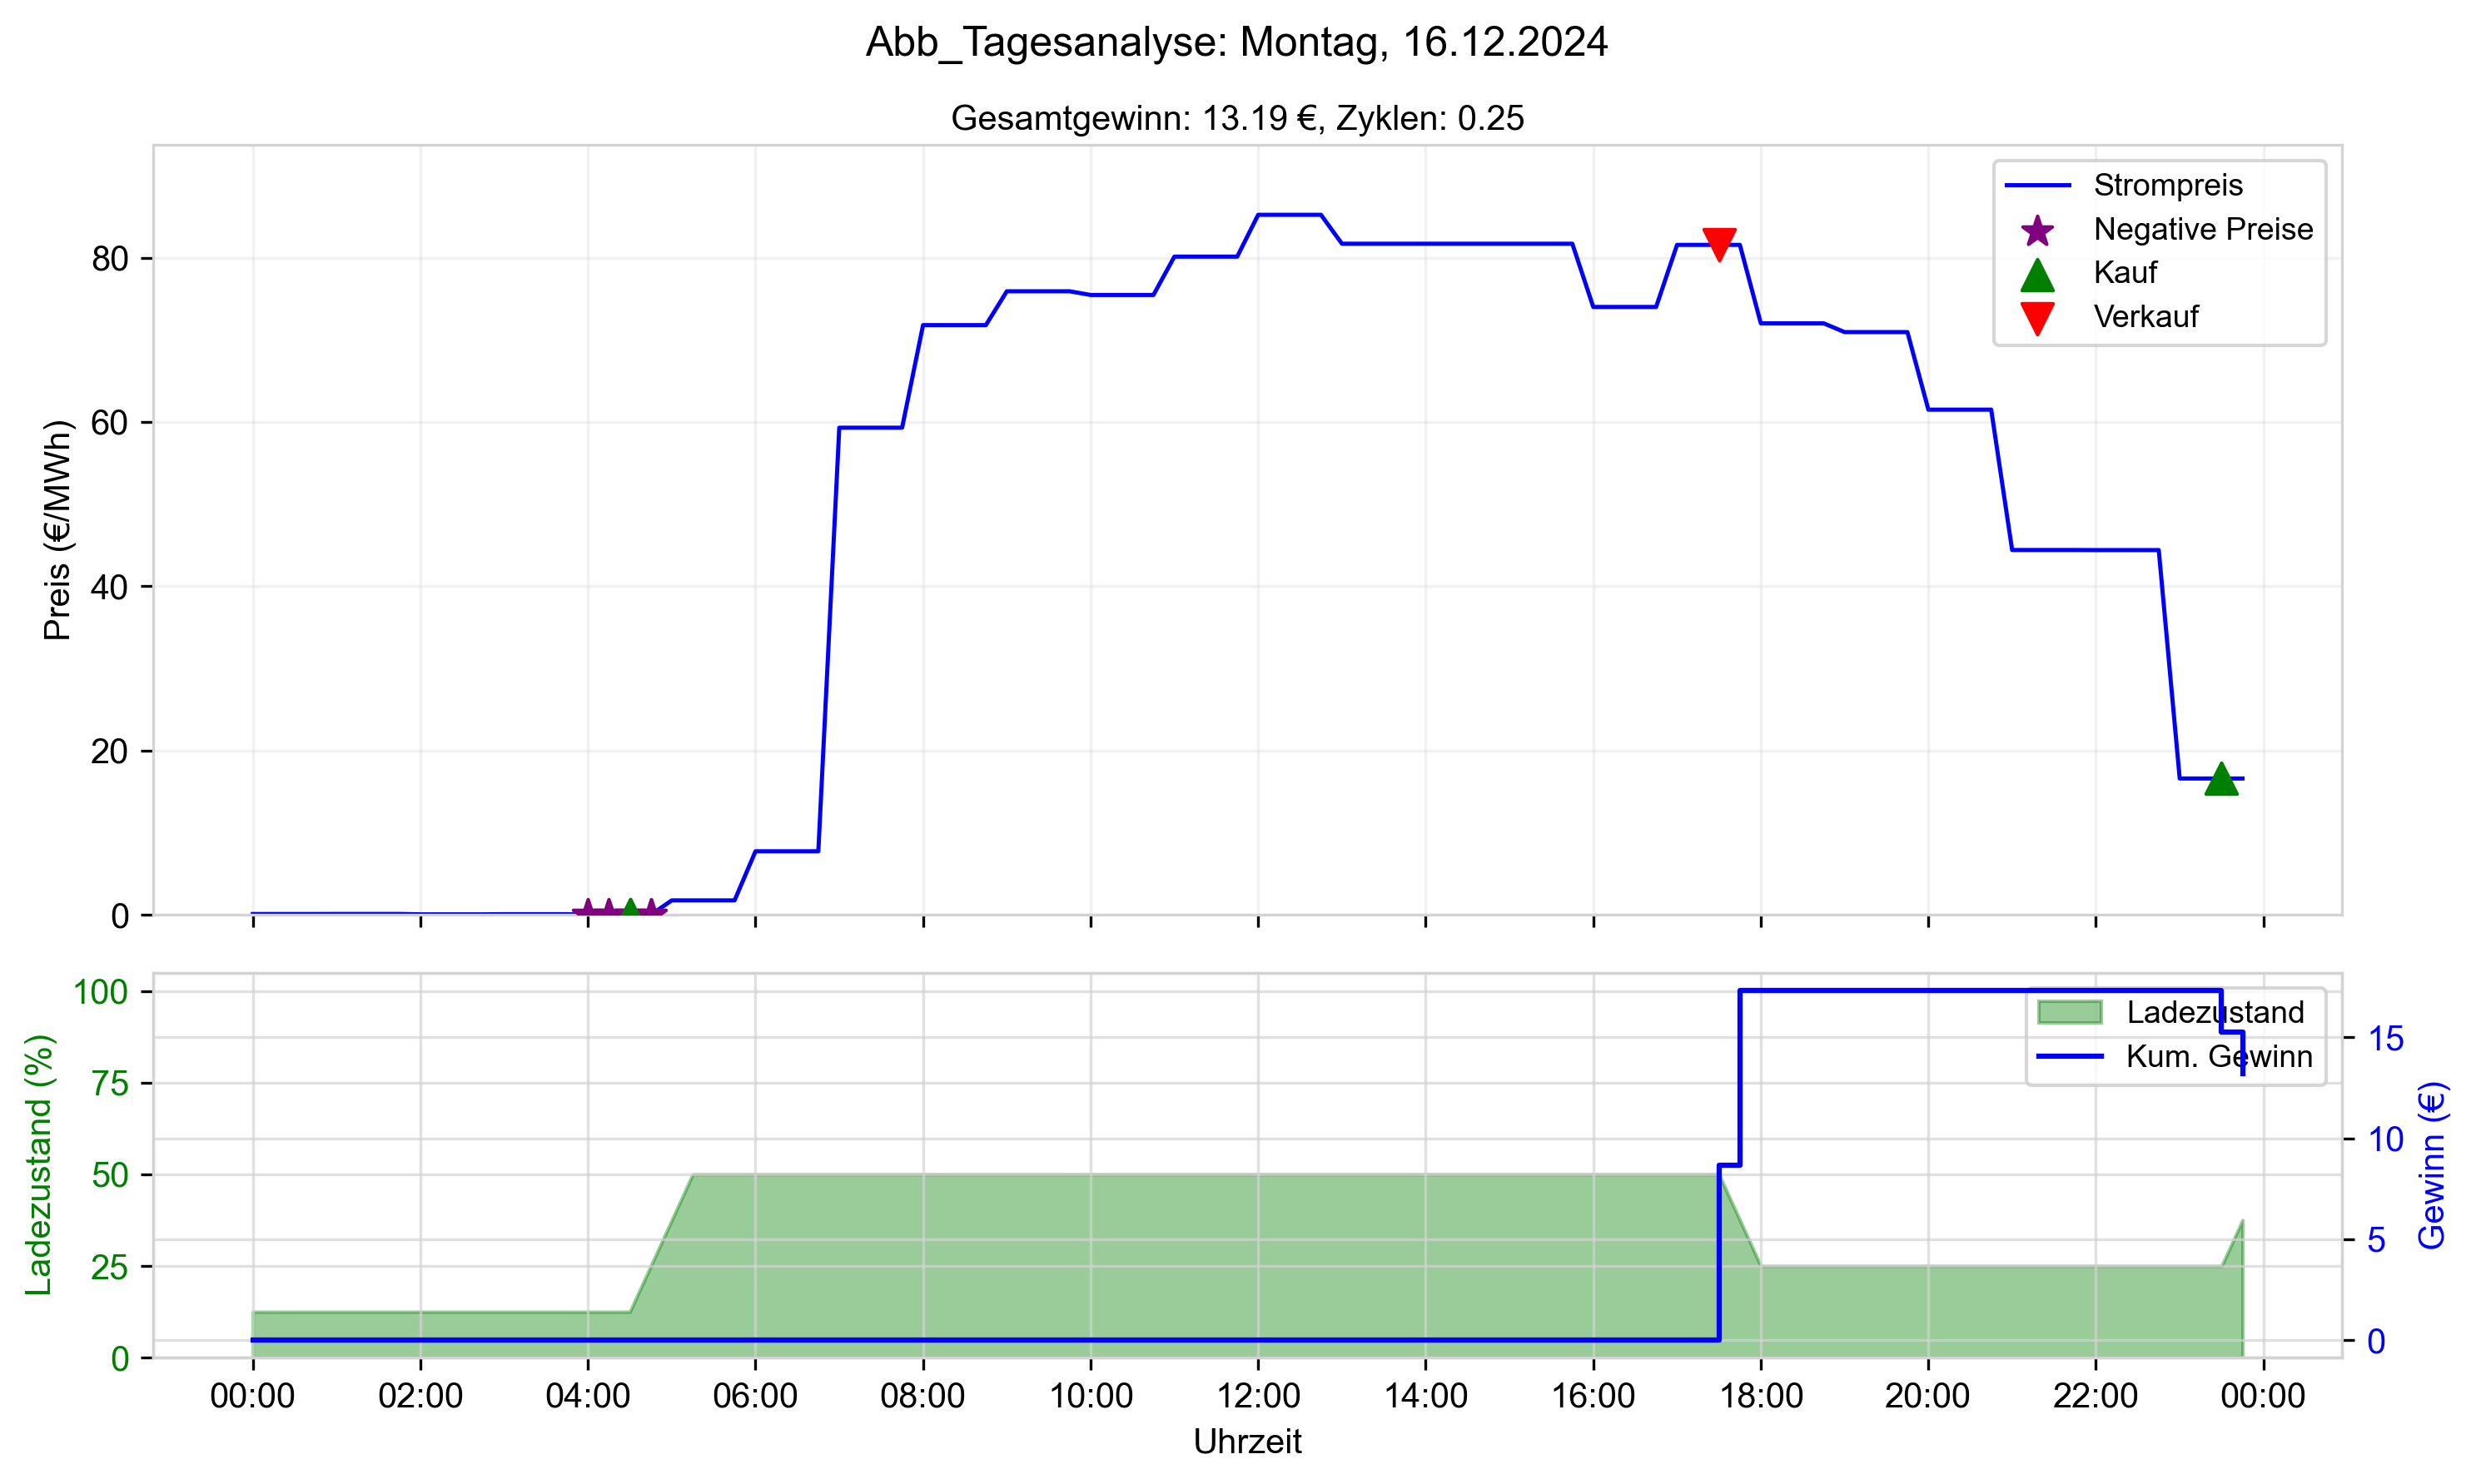 Abb_Tagesanalyse: Montag, 16.12.2024
Gesamtgewinn: 13.19 €, Zyklen: 0.25
Preis (€/MWh)
80
60
40
20
0
Strompreis
Negative Preise
Kauf
Verkauf
Ladezustand (%)
100
75
50
25
0
Ladezustand
Kum. Gewinn
15
10
5
0
Gewinn (€)
00:00 02:00 04:00 06:00 08:00 10:00 12:00 14:00 16:00 18:00 20:00 22:00 00:00
Uhrzeit